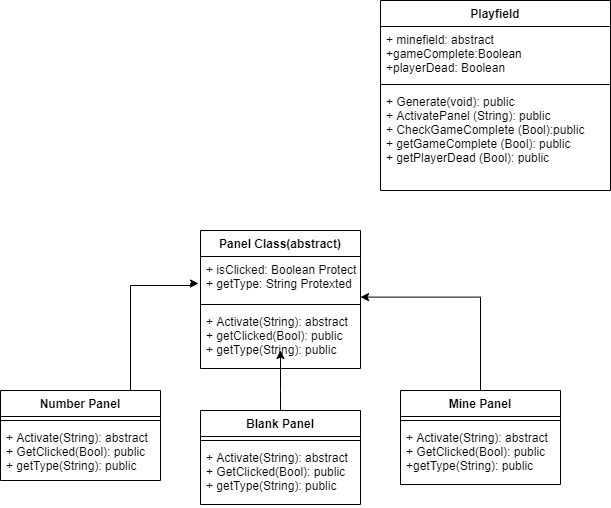 Playfield
+ minefield: abstract
+gameComplete:Boolean
+playerDead: Boolean
+ Generate(void): public
+ ActivatePanel (String): public
+ CheckGameComplete (Bool):public
+ getGameComplete (Bool): public
+ getPlayerDead (Bool): public
Panel Class(abstract)
+ isClicked: Boolean Protect
+ getType: String Protexted
+ Activate(String): abstract
+ getClicked(Bool): public
+ getType(String): public
Number Panel
+ Activate(String): abstract
+ GetClicked(Bool): public
+ getType(String): public
Blank Panel
+ Activate(String): abstract
+ GetClicked(Bool): public
+ getType(String): public
Mine Panel
+ Activate(String): abstract
+ GetClicked(Bool): public
+getType(String): public